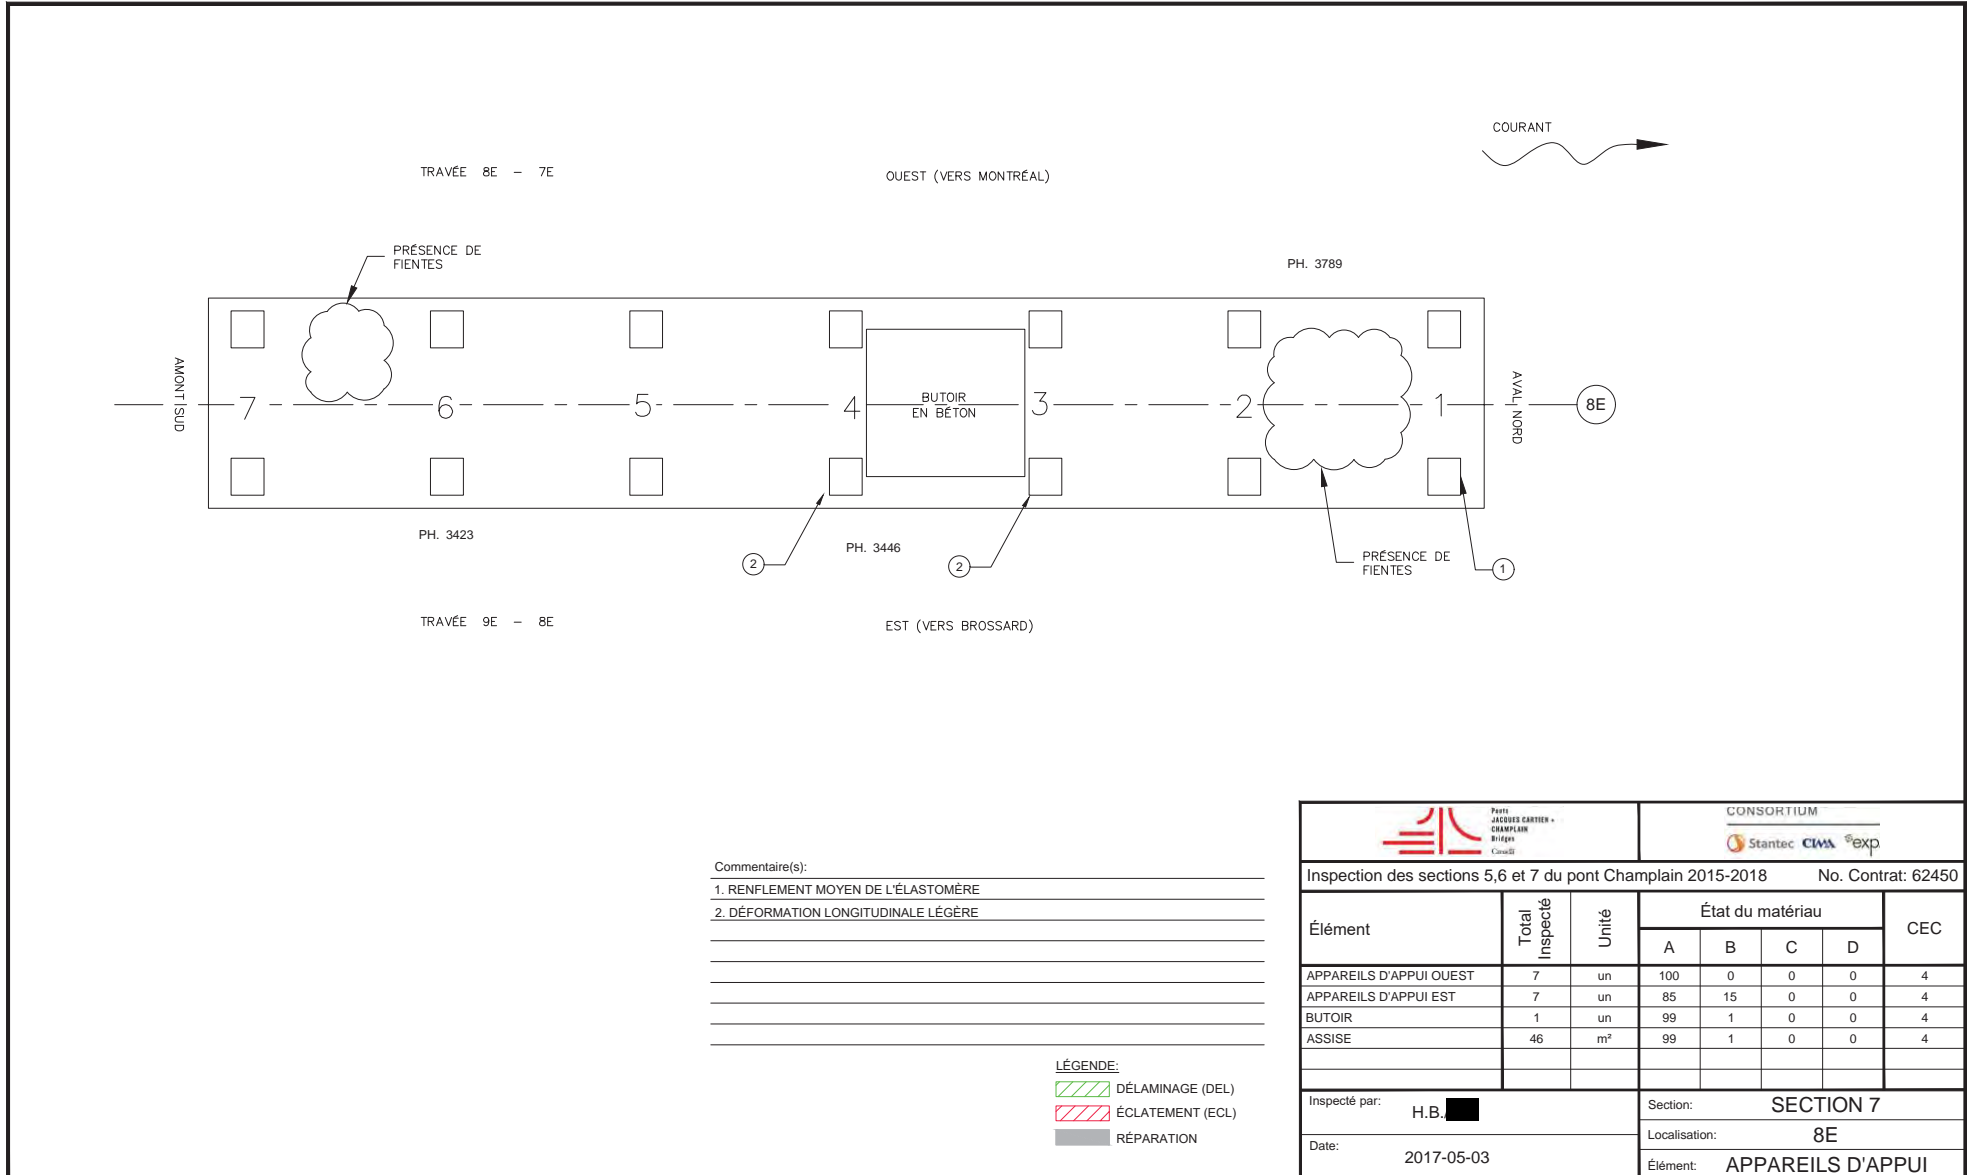 COURANT
TRAVÉE 8E – 7E
OUEST (VERS MONTRÉAL)
PRÉSENCE DE
FIENTES
PH. 3789
AMONT SUD
7
6
5
4
BUTOIR
EN BÉTON
3
2
1
AVAL NORD
8E
PH. 3423
2
PH. 3446
2
PRÉSENCE DE
FIENTES
1
TRAVÉE 9E – 8E
EST (VERS BROSSARD)
Commentaire(s):
1. RENFLEMENT MOYEN DE L'ÉLASTOMÈRE
2. DÉFORMATION LONGITUDINALE LÉGÈRE
LÉGENDE:
DÉLAMINAGE (DEL)
ÉCLATEMENT (ECL)
RÉPARATION
Ponts
JACQUES CARTIER +
CHAMPLAIN
Bridges
Canada
CONSORTIUM
Stantec CIMA exp
Inspection des sections 5,6 et 7 du pont Champlain 2015-2018 No. Contrat: 62450
Élément Total Inspecté Unité État du matériau CEC
A B C D
APPAREILS D'APPUI OUEST 7 un 100 0 0 0 4
APPAREILS D'APPUI EST 7 un 85 15 0 0 4
BUTOIR 1 un 99 1 0 0 4
ASSISE 46 m² 99 1 0 0 4
Inspecté par: H.B./
Section: SECTION 7
Localisation: 8E
Date: 2017-05-03
Élément: APPAREILS D'APPUI